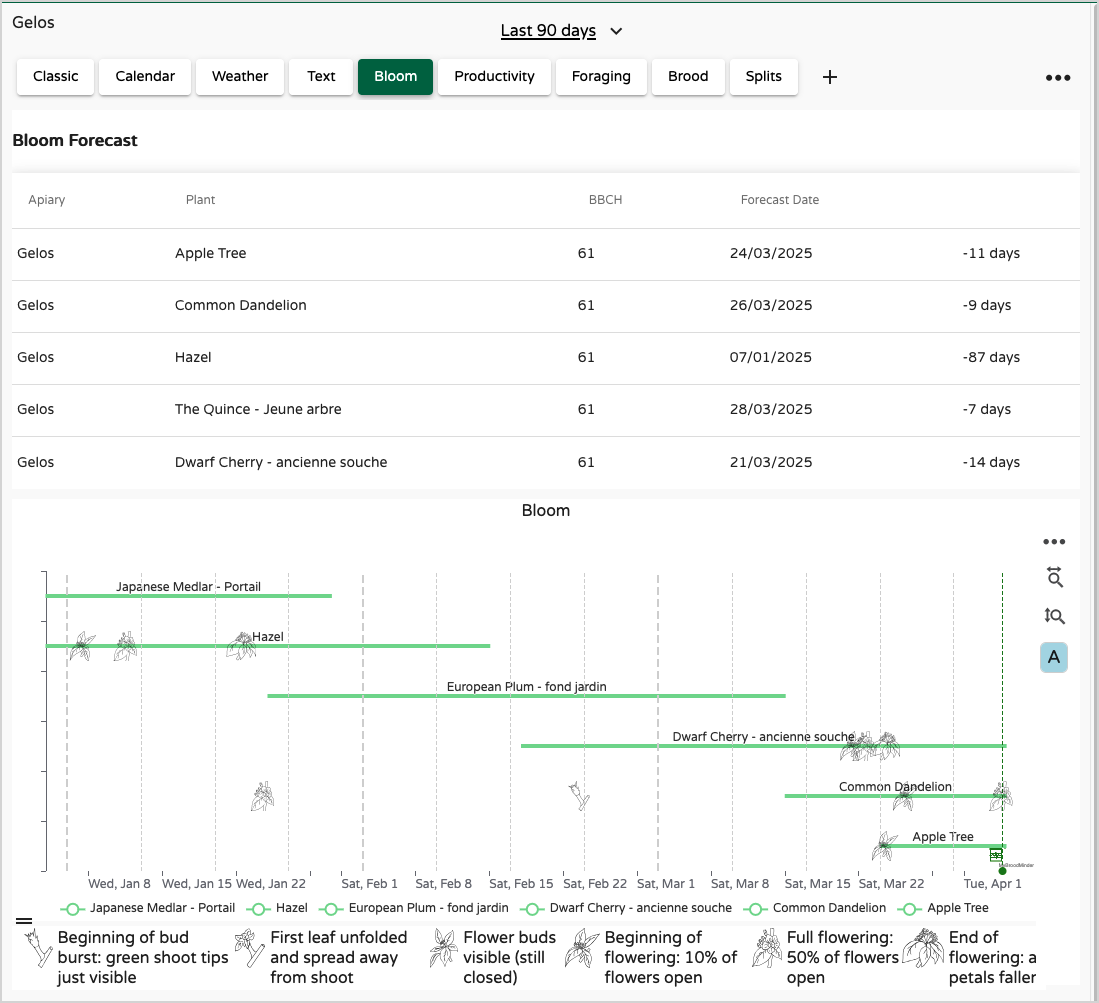 Gelos
Last 90 days
Classic Calendar Weather Text Bloom Productivity Foraging Brood Splits +
Bloom Forecast
Apiary Plant BBCH Forecast Date
Gelos Apple Tree 61 24/03/2025 -11 days
Gelos Common Dandelion 61 26/03/2025 -9 days
Gelos Hazel 61 07/01/2025 -87 days
Gelos The Quince - Jeune arbre 61 28/03/2025 -7 days
Gelos Dwarf Cherry - ancienne souche 61 21/03/2025 -14 days
Bloom
Japanese Medlar - Portail
Hazel
A
European Plum - fond jardin
Dwarf Cherry - ancienne souche
Common Dandelion
Apple Tree
MyBroodMinder
Wed, Jan 8 Wed, Jan 15 Wed, Jan 22 Sat, Feb 1 Sat, Feb 8 Sat, Feb 15 Sat, Feb 22 Sat, Mar 1 Sat, Mar 8 Sat, Mar 15 Sat, Mar 22 Tue, Apr 1
Japanese Medlar - Portail Hazel European Plum - fond jardin Dwarf Cherry - ancienne souche Common Dandelion Apple Tree
Beginning of bud
burst: green shoot tips
just visible
First leaf unfolded
and spread away
from shoot
Flower buds
visible (still
closed)
Beginning of
flowering: 10% of
flowers open
Full flowering:
50% of flowers
open
End of
flowering: a
petals faller